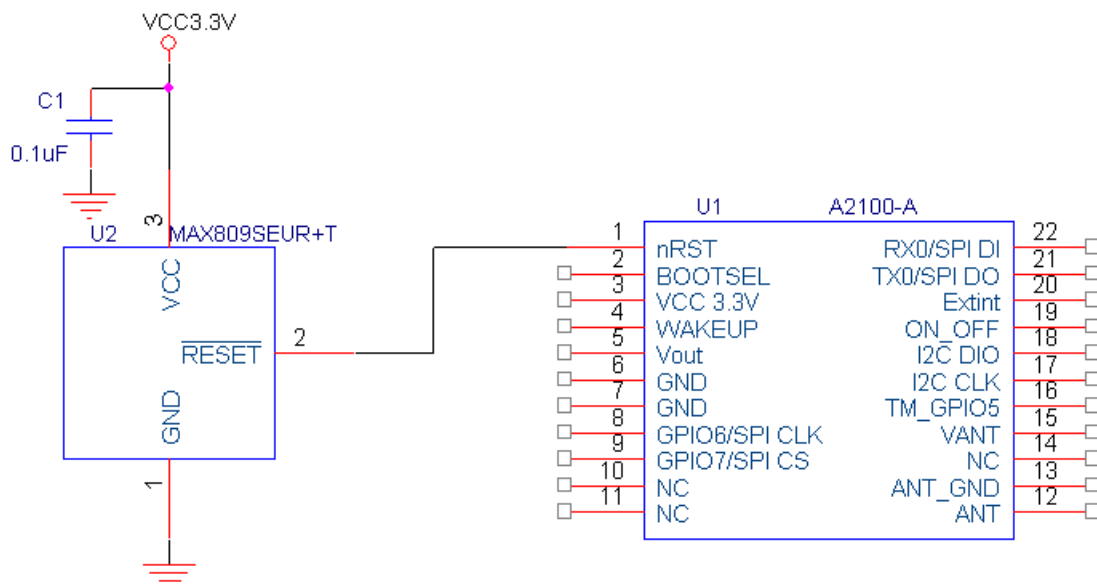 VCC3.3V
C1
0.1uF
U2 MAX809SEUR+T
3
VCC
RESET
2
GND
1
U1 A2100-A
1 nRST RX0/SPI DI 22
2 BOOTSEL TX0/SPI DO 21
3 VCC 3.3V Extint 20
4 WAKEUP ON_OFF 19
5 Vout I2C DIO 18
6 GND I2C CLK 17
7 GND TM_GPIO5 16
8 GPIO6/SPI CLK VANT 15
9 GPIO7/SPI CS NC 14
10 NC ANT_GND 13
11 NC ANT 12